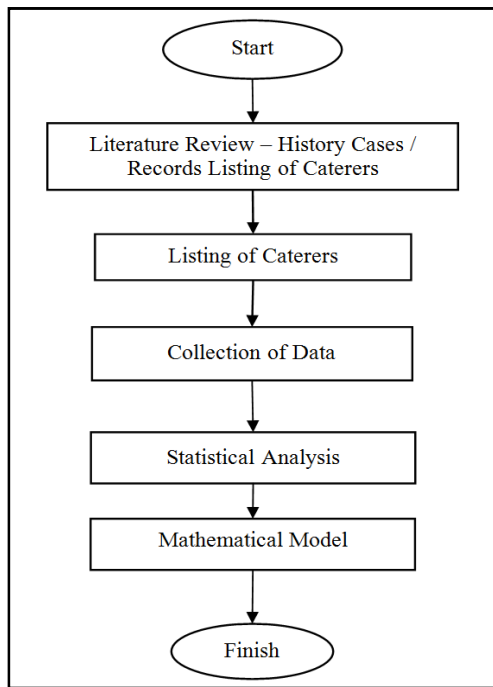 Start
Literature Review – History Cases /
Records Listing of Caterers
Listing of Caterers
Collection of Data
Statistical Analysis
Mathematical Model
Finish